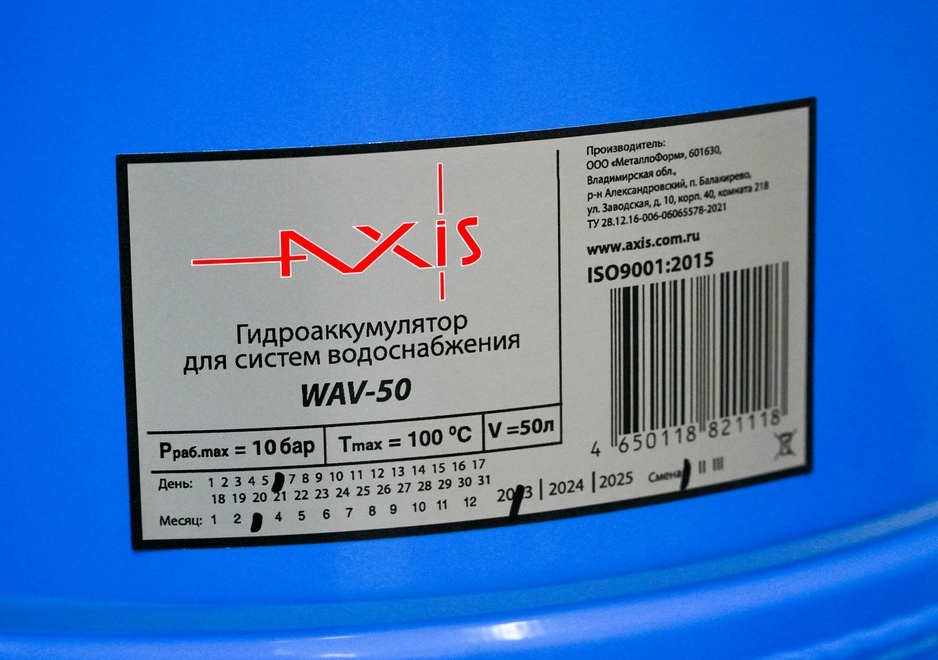 AXIS
Гидроаккумулятор
для систем водоснабжения
WAV-50
Рраб.max = 10 бар
Tmax = 100 ⁰C
V =50л
День: 1 2 3 4 5 7 8 9 10 11 12 13 14 15 16 17
18 19 20 21 22 23 24 25 26 27 28 29 30 31
Месяц: 1 2 4 5 6 7 8 9 10 11 12
2023 | 2024 | 2025
Смена II III
Производитель:
ООО «МеталлоФорм», 601630,
Владимирская обл.,
р-н Александровский, п. Балакирево,
ул. Заводская, д. 10, корп. 40, комната 218
ТУ 28.12.16-006-06065578-2021
www.axis.com.ru
ISO9001:2015
4 650118 821118